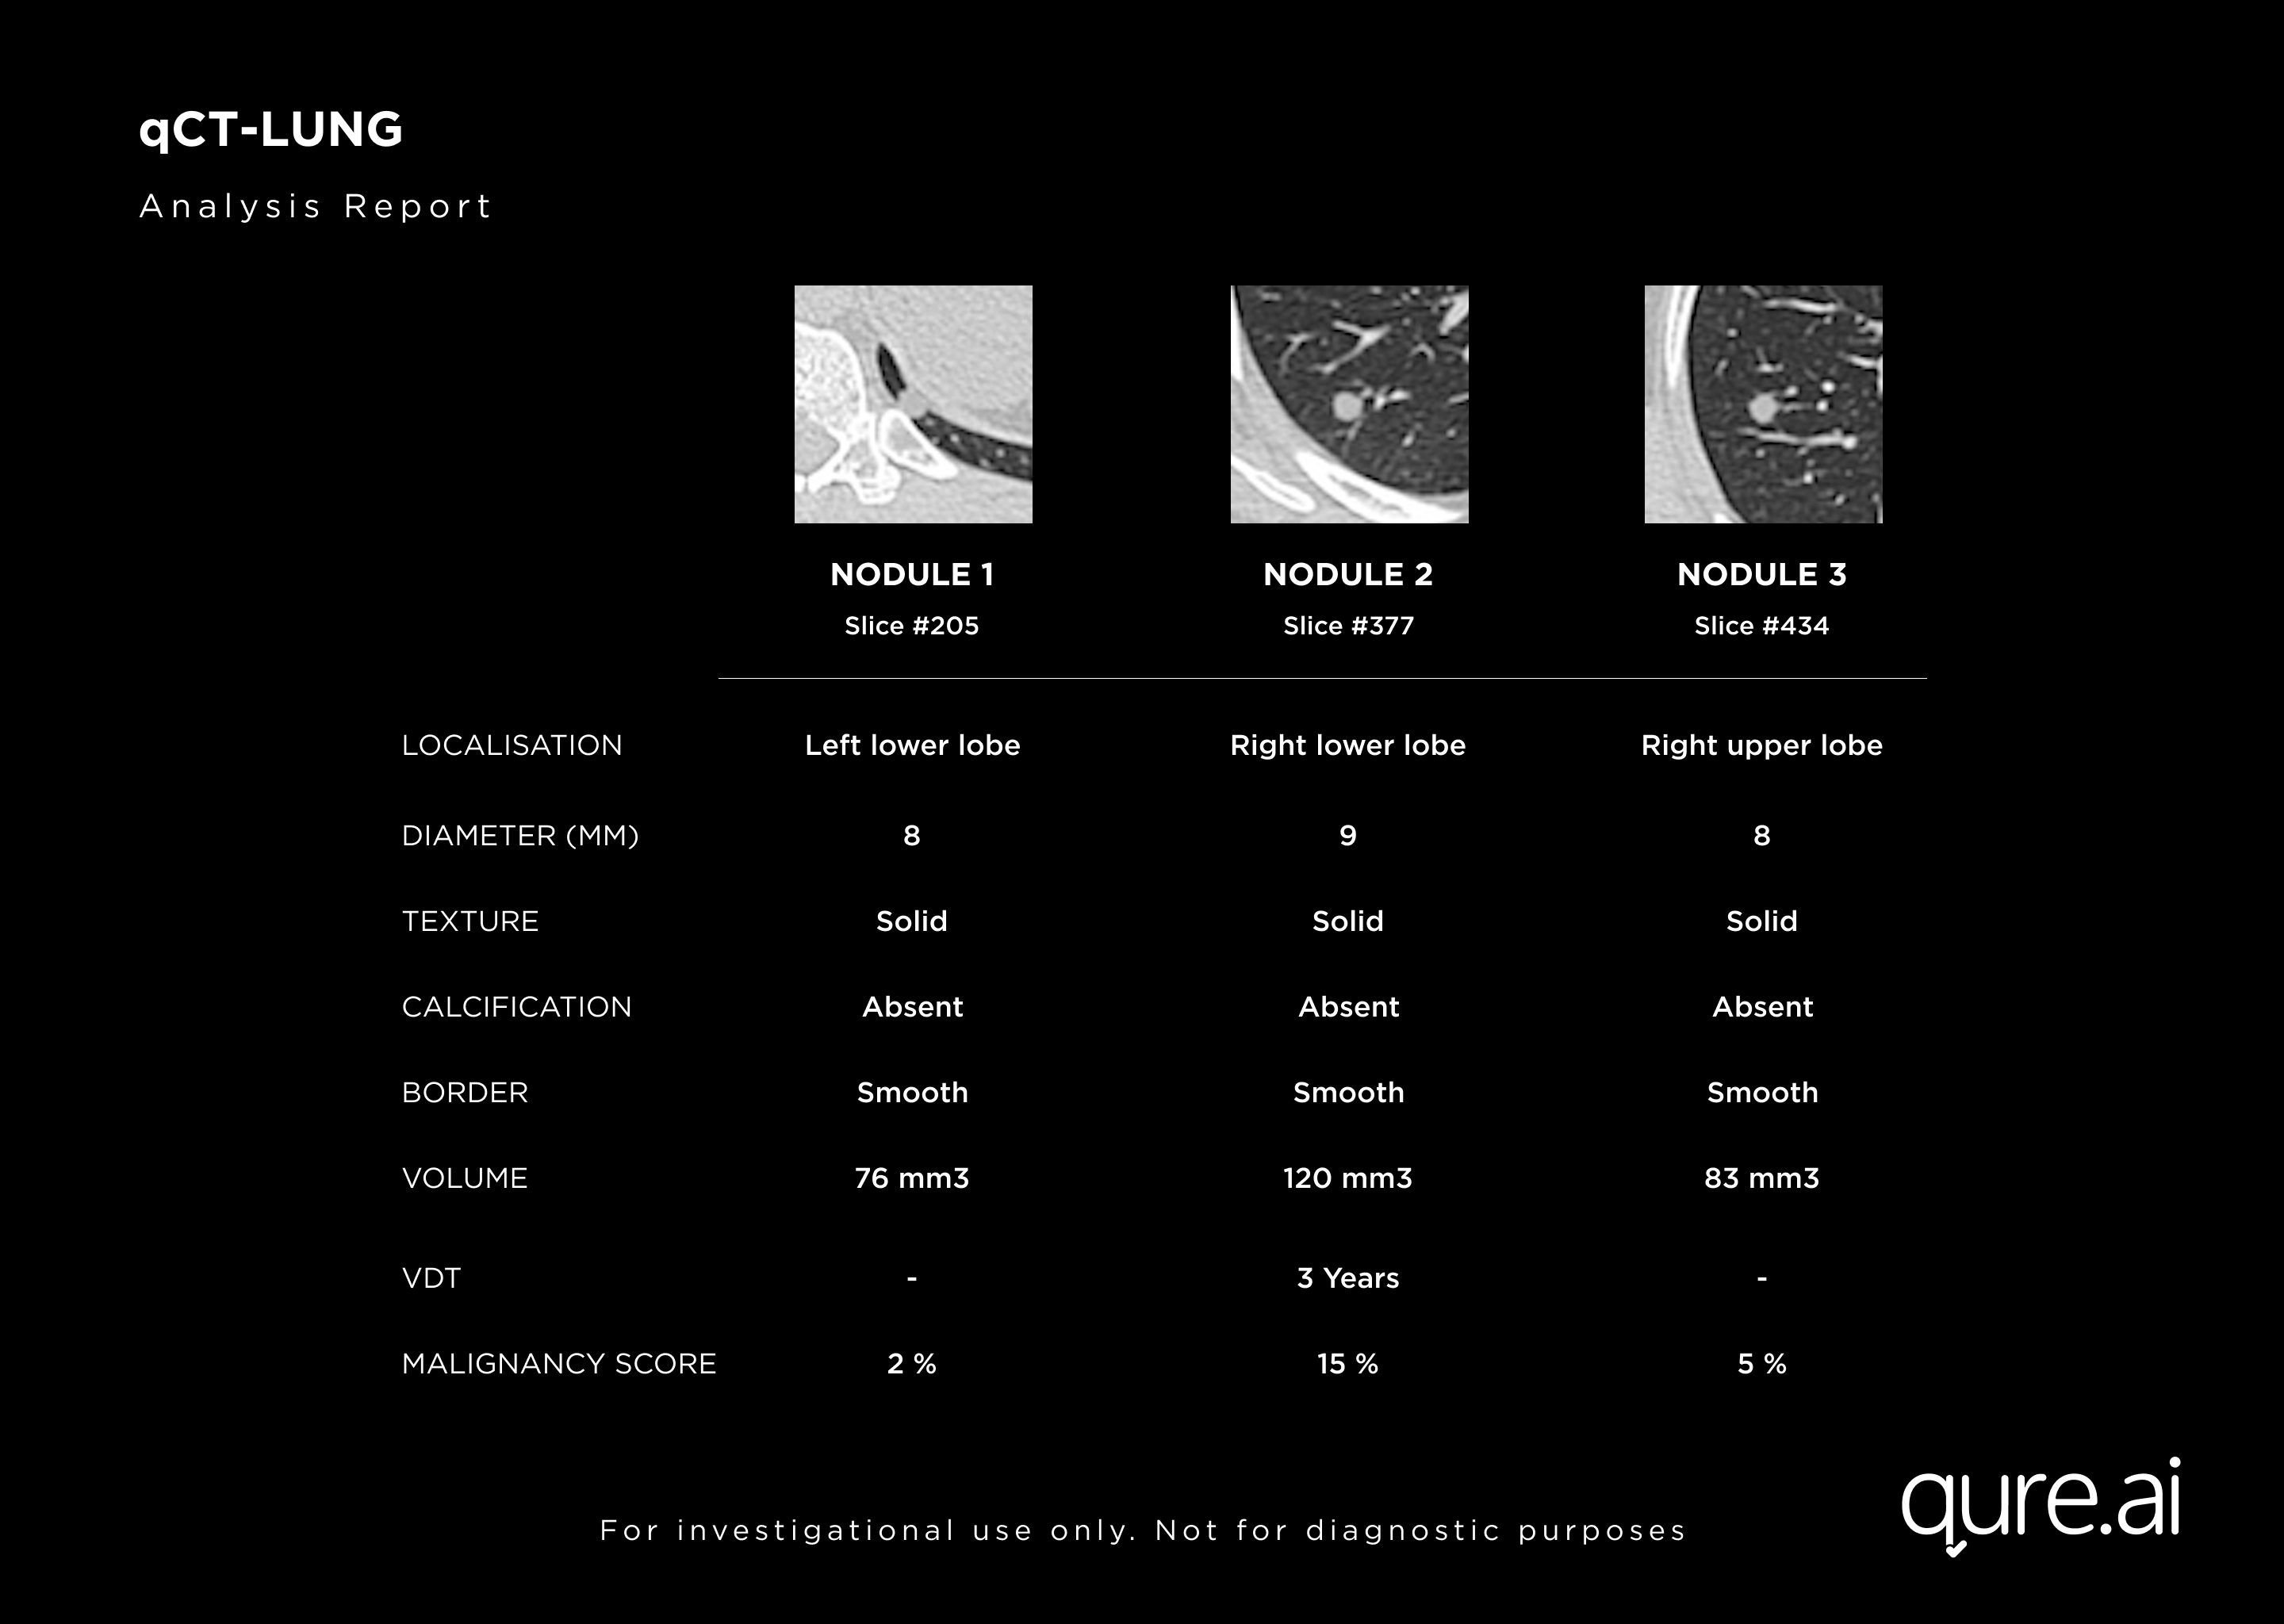 qCT-LUNG
Analysis Report
NODULE 1 NODULE 2 NODULE 3
Slice #205 Slice #377 Slice #434
LOCALISATION Left lower lobe Right lower lobe Right upper lobe
DIAMETER (MM) 8 9 8
TEXTURE Solid Solid Solid
CALCIFICATION Absent Absent Absent
BORDER Smooth Smooth Smooth
VOLUME 76 mm3 120 mm3 83 mm3
VDT - 3 Years -
MALIGNANCY SCORE 2 % 15 % 5 %
For investigational use only. Not for diagnostic purposes
qure.ai